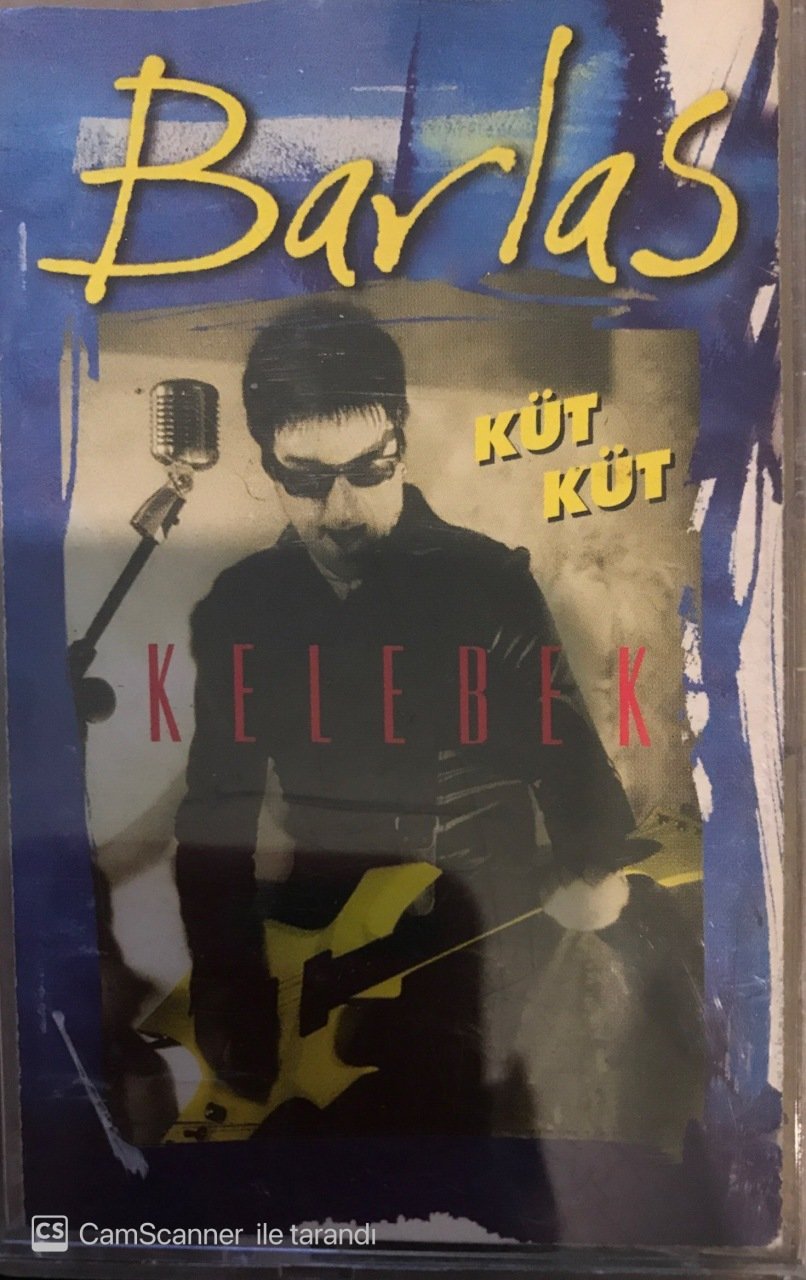 Barlas
KÜT
KÜT
KELEBEK
CS CamScanner ile tarandı